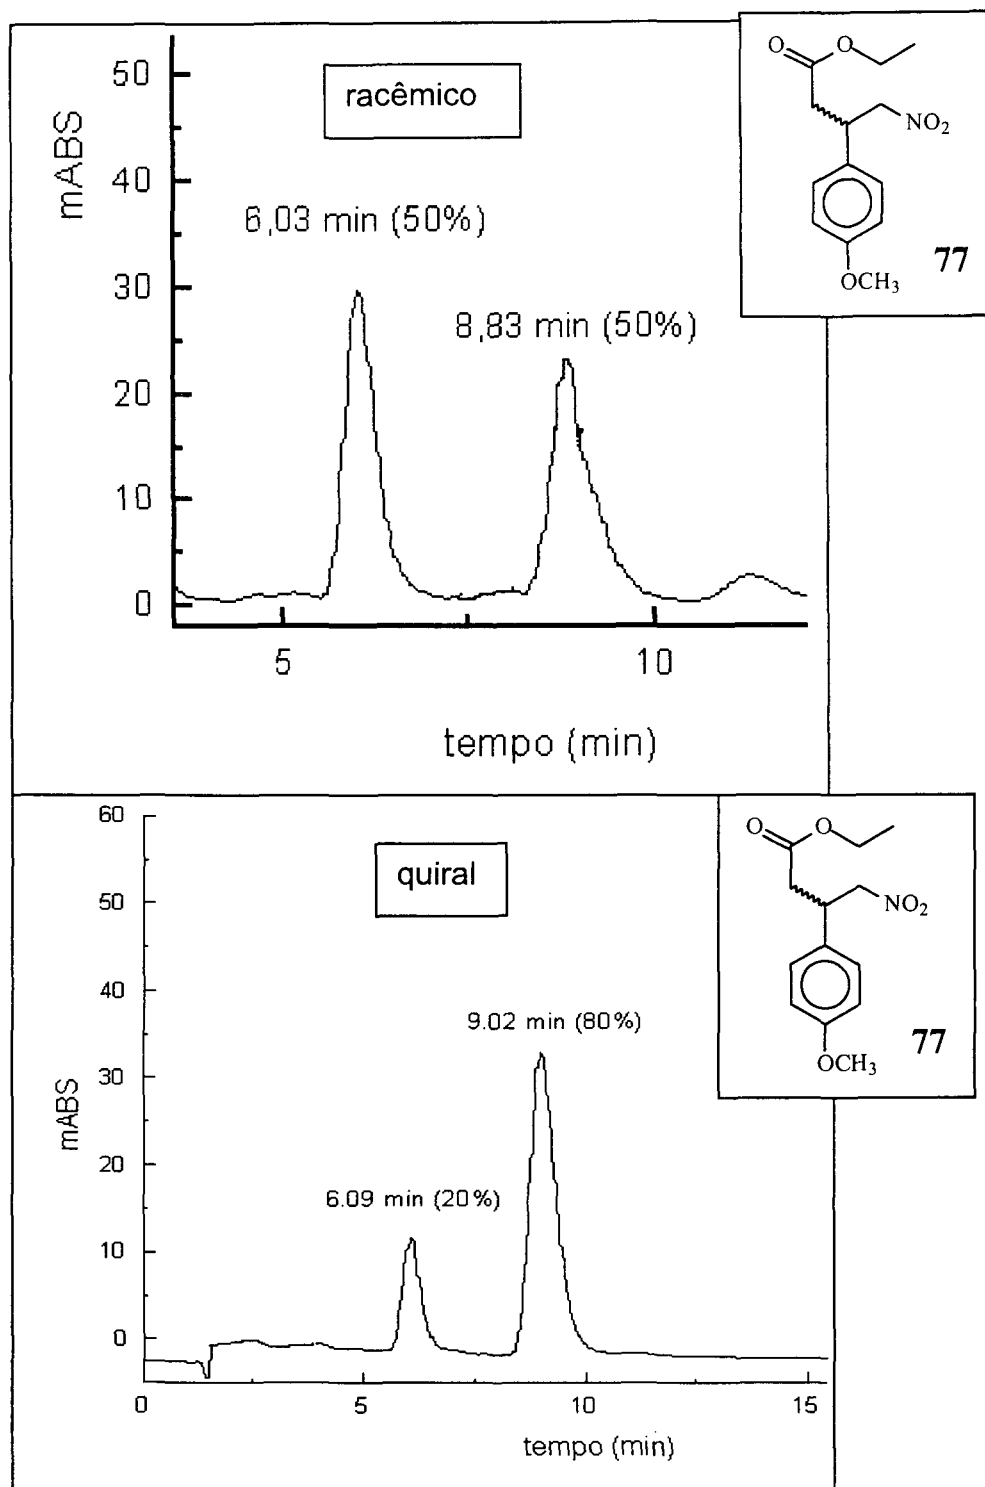 50
racêmico
mABS
40
6,03 min (50%)
30
8,83 min (50%)
20
10
0
5
10
tempo (min)
O
O
NO₂
OCH₃
77
60
quiral
50
40
9.02 min (80%)
30
mABS
20
6.09 min (20%)
10
0
0
5
10
15
tempo (min)
O
O
NO₂
OCH₃
77